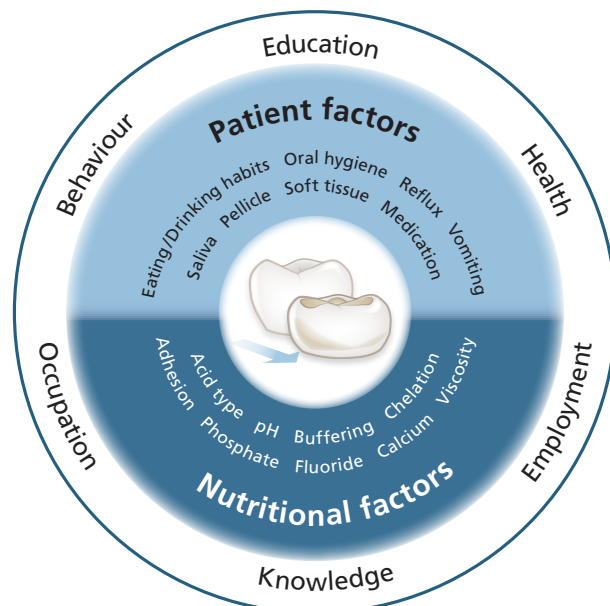 Education
Behaviour
Health
Patient factors
Eating/Drinking habits Oral hygiene Reflux Vomiting
Saliva Pellicle Soft tissue Medication
Acid type pH Buffering Chelation
Adhesion Phosphate Fluoride Calcium Viscosity
Nutritional factors
Occupation
Employment
Knowledge